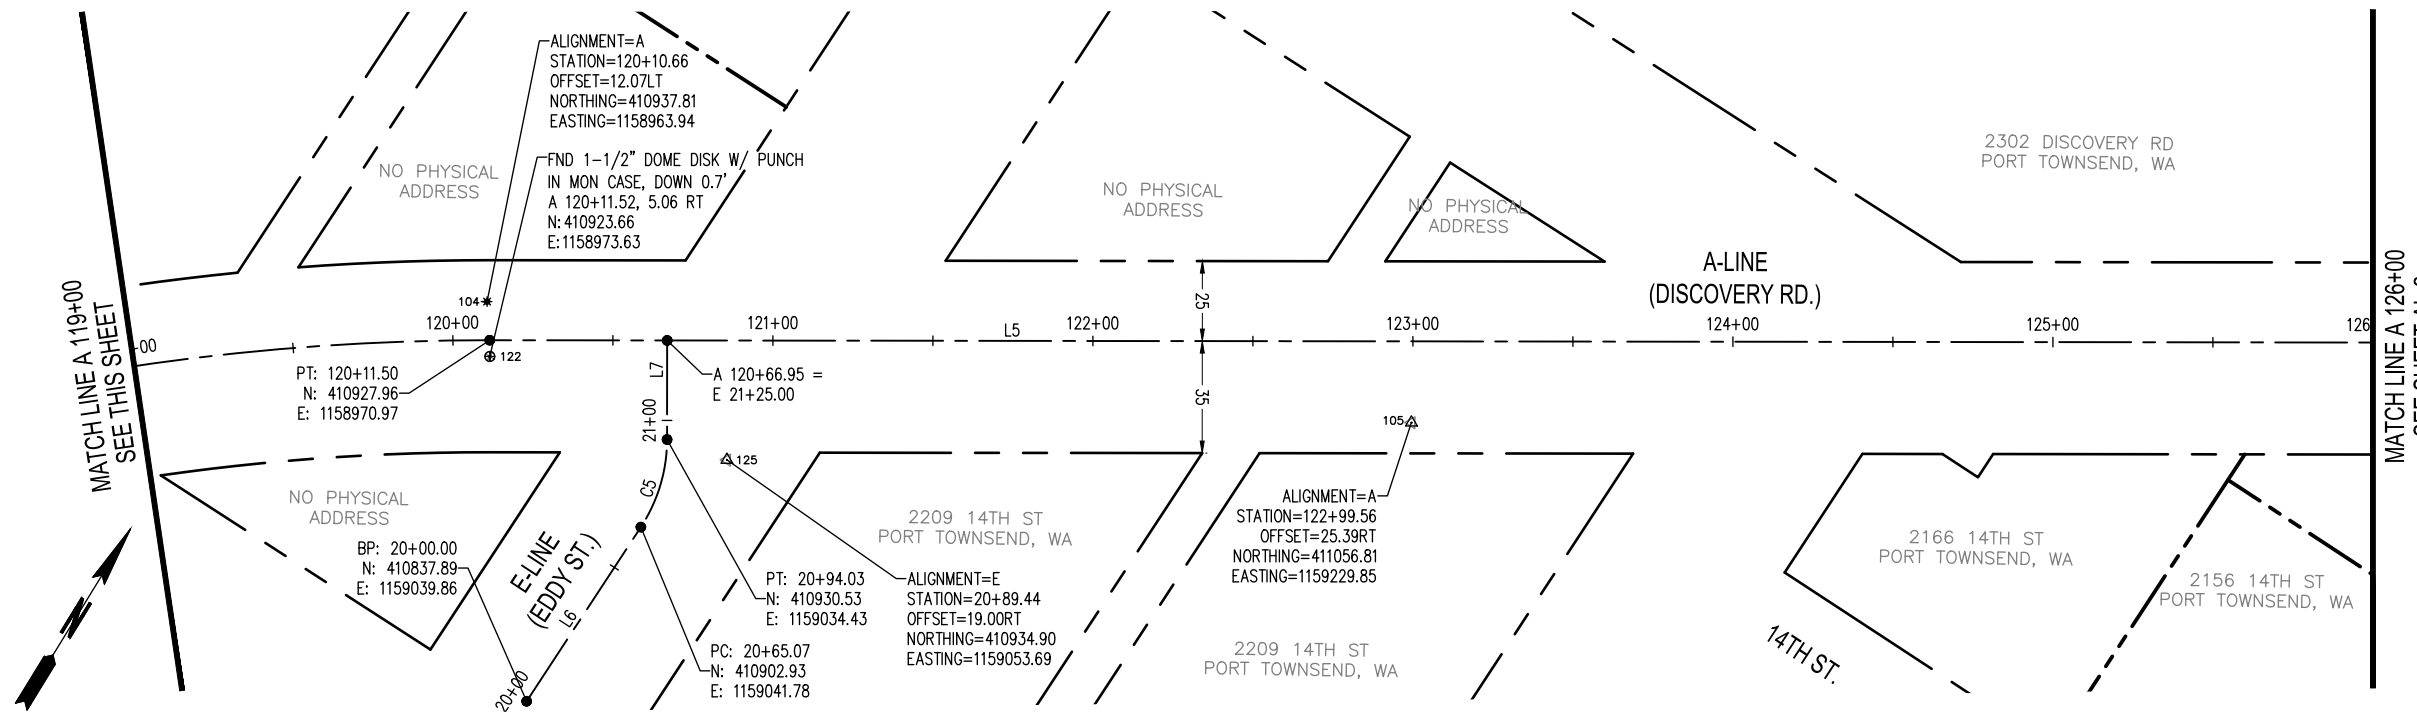 ALIGNMENT=A
STATION=120+10.66
OFFSET=12.07LT
NORTHING=410937.81
EASTING=1158963.94
FND 1-1/2" DOME DISK W/ PUNCH
IN MON CASE, DOWN 0.7'
A 120+11.52, 5.06 RT
N:410923.66
E:1158973.63
NO PHYSICAL
ADDRESS
NO PHYSICAL
ADDRESS
NO PHYSICAL
ADDRESS
2302 DISCOVERY RD
PORT TOWNSEND, WA
A-LINE
(DISCOVERY RD.)
MATCH LINE A 119+00
SEE THIS SHEET
MATCH LINE A 126+00
104
+00
120+00
121+00
L5
122+00
123+00
124+00
125+00
126
25
35
122
PT: 120+11.50
N: 410927.96
E: 1158970.97
L7
A 120+66.95 =
E 21+25.00
21+00
105
125
C5
NO PHYSICAL
ADDRESS
BP: 20+00.00
N: 410837.89
E: 1159039.86
E-LINE
(EDDY ST.)
L6
20+00
PT: 20+94.03
N: 410930.53
E: 1159034.43
PC: 20+65.07
N: 410902.93
E: 1159041.78
2209 14TH ST
PORT TOWNSEND, WA
ALIGNMENT=E
STATION=20+89.44
OFFSET=19.00RT
NORTHING=410934.90
EASTING=1159053.69
ALIGNMENT=A
STATION=122+99.56
OFFSET=25.39RT
NORTHING=411056.81
EASTING=1159229.85
2209 14TH ST
PORT TOWNSEND, WA
14TH ST.
2166 14TH ST
PORT TOWNSEND, WA
2156 14TH ST
PORT TOWNSEND, WA
N